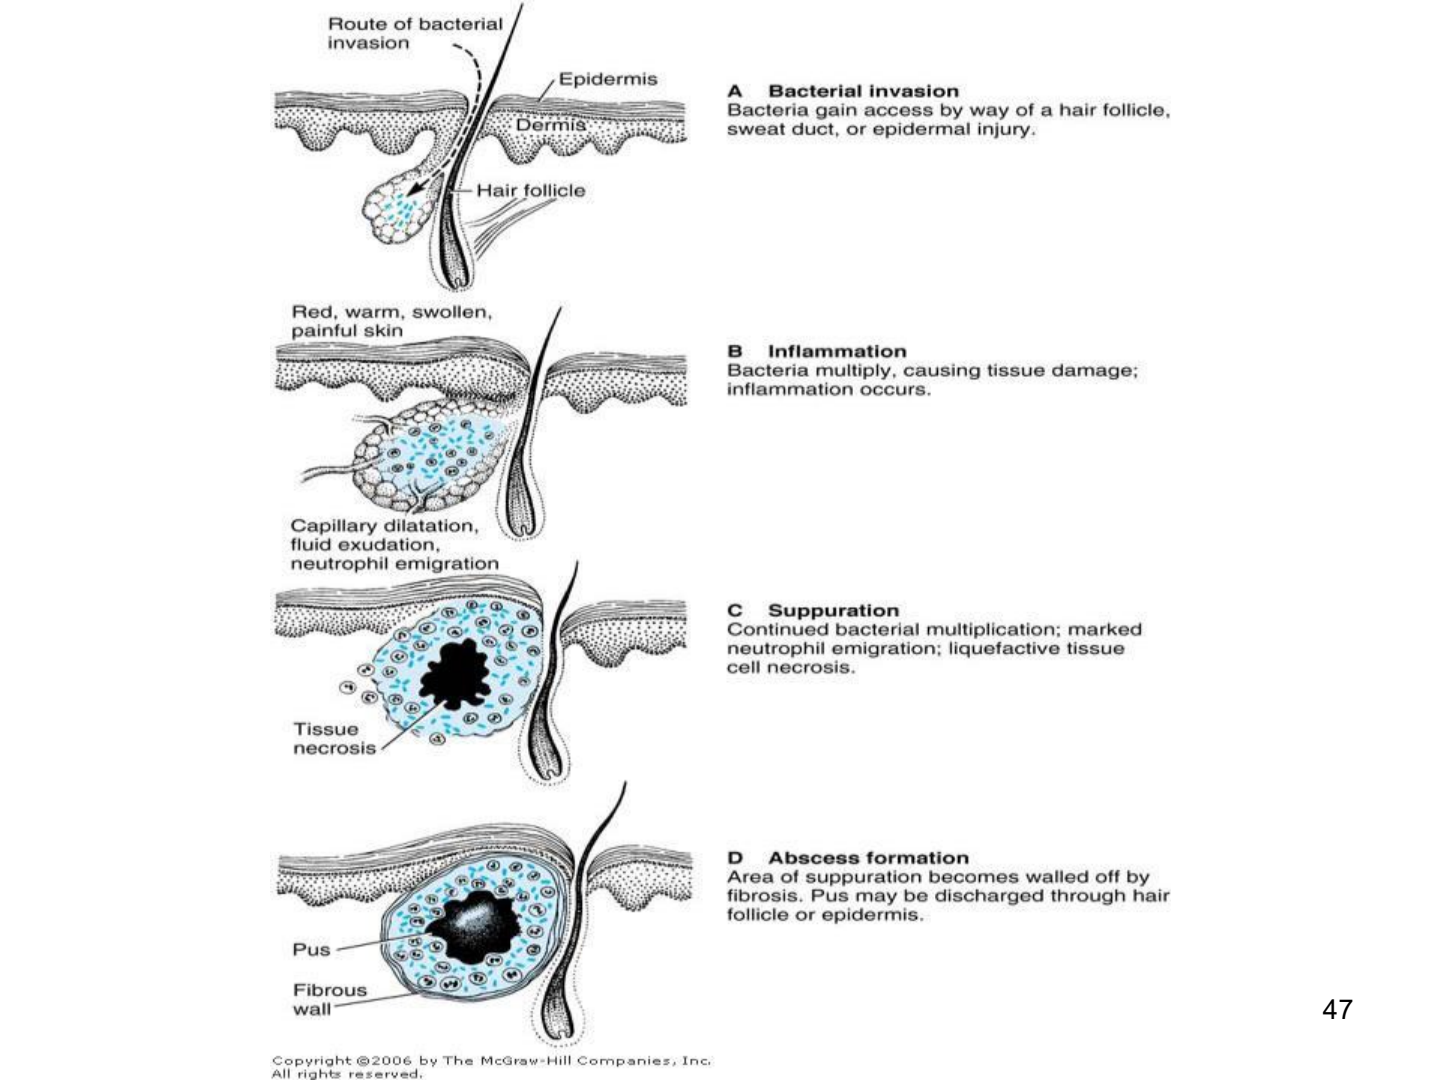 Route of bacterial
invasion
Epidermis
Dermis
Hair follicle
A Bacterial invasion
Bacteria gain access by way of a hair follicle,
sweat duct, or epidermal injury.
Red, warm, swollen,
painful skin
B Inflammation
Bacteria multiply, causing tissue damage;
inflammation occurs.
Capillary dilatation,
fluid exudation,
neutrophil emigration
C Suppuration
Continued bacterial multiplication; marked
neutrophil emigration; liquefactive tissue
cell necrosis.
Tissue
necrosis
D Abscess formation
Area of suppuration becomes walled off by
fibrosis. Pus may be discharged through hair
follicle or epidermis.
Pus
Fibrous
wall
47
Copyright ©2006 by The McGraw-Hill Companies, Inc.
All rights reserved.